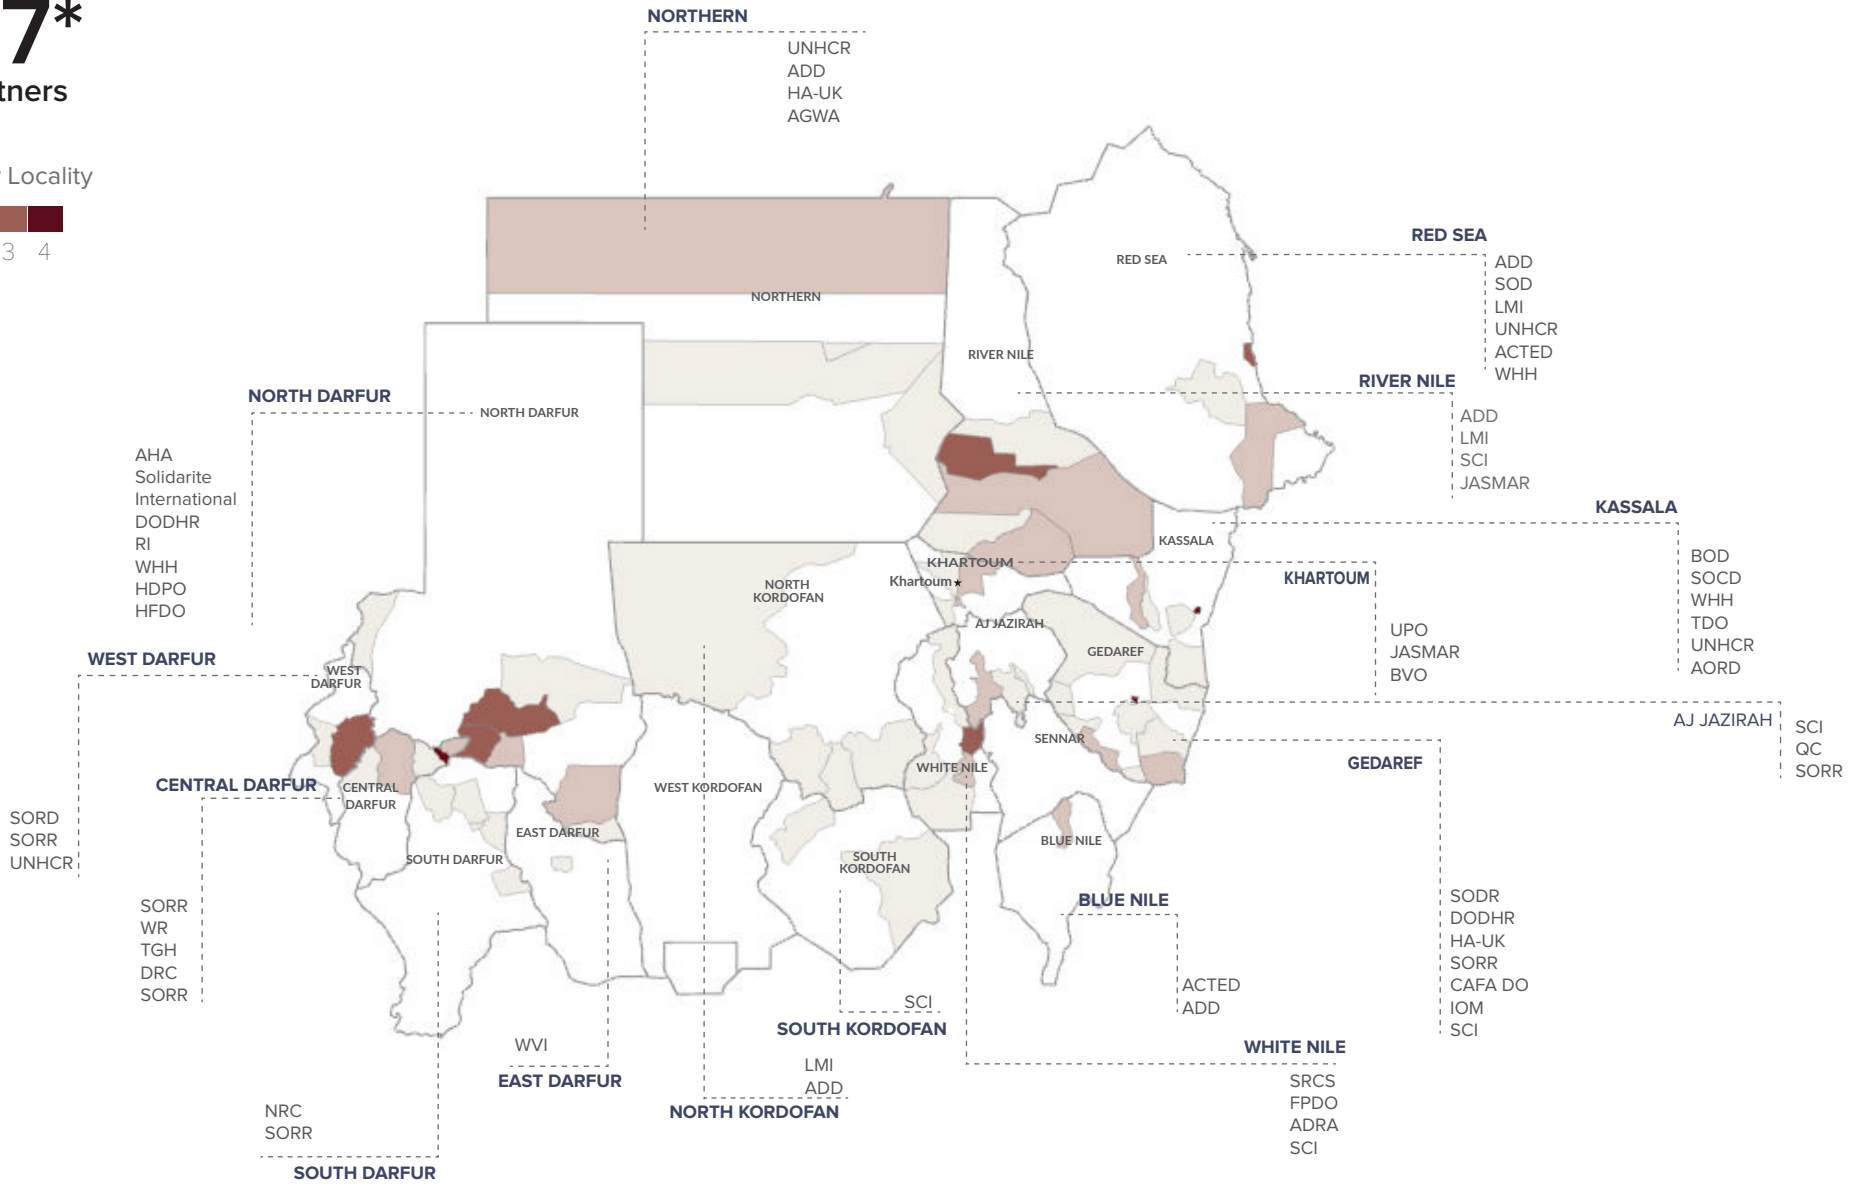 7*
tners
Locality
3 4
NORTHERN
UNHCR
ADD
HA-UK
AGWA
RED SEA
ADD
SOD
LMI
UNHCR
ACTED
WHH
RIVER NILE
ADD
LMI
SCI
JASMAR
KASSALA
BOD
SOCD
WHH
TDO
UNHCR
AORD
KHARTOUM
UPO
JASMAR
BVO
AJ JAZIRAH
SCI
QC
SORR
GEDAREF
SODR
DODHR
HA-UK
SORR
CAFA DO
IOM
SCI
BLUE NILE
ACTED
ADD
WHITE NILE
SRCS
FPDO
ADRA
SCI
SCI
SOUTH KORDOFAN
LMI
ADD
NORTH KORDOFAN
WVI
EAST DARFUR
NRC
SORR
SOUTH DARFUR
CENTRAL DARFUR
SORR
WR
TGH
DRC
SORR
WEST DARFUR
SORD
SORR
UNHCR
NORTH DARFUR
AHA
Solidarite
International
DODHR
RI
WHH
HDPO
HFDO
RED SEA
NORTHERN
RIVER NILE
NORTH DARFUR
KASSALA
KHARTOUM
Khartoum
NORTH
KORDOFAN
AJ JAZIRAH
GEDAREF
WEST
DARFUR
SENNAR
WHITE NILE
CENTRAL
DARFUR
WEST KORDOFAN
EAST DARFUR
BLUE NILE
SOUTH DARFUR
SOUTH
KORDOFAN